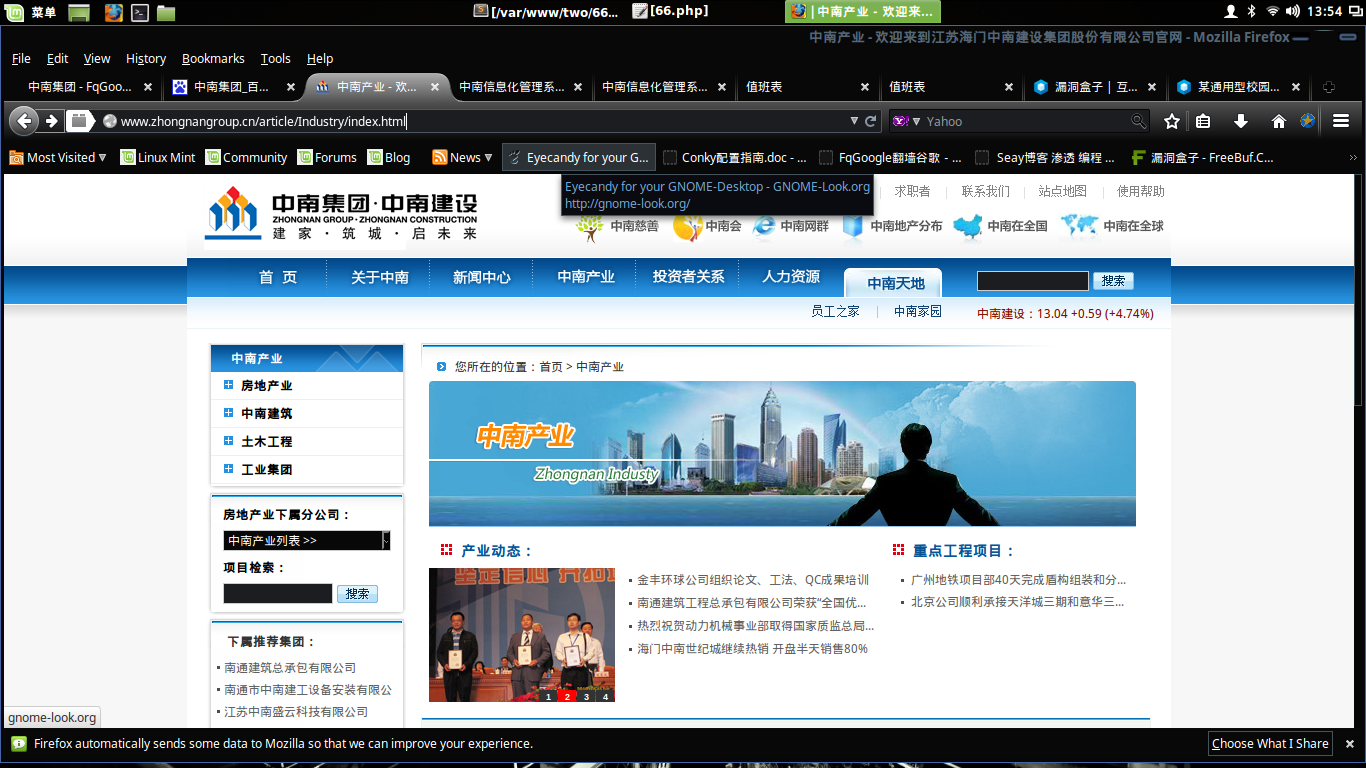 菜单
[/var/www/two/66...
[66.php]
| 中南产业 - 欢迎来...
13:54
中南产业 - 欢迎来到江苏海门中南建设集团股份有限公司官网 - Mozilla Firefox
File Edit View History Bookmarks Tools Help
中南集团 - FqGoo...
中南集团_百...
中南产业 - 欢...
中南信息化管理系...
中南信息化管理系...
值班表
值班表
漏洞盒子 | 互...
某通用型校园...
www.zhongnangroup.cn/article/Industry/index.html
Yahoo
Most Visited
Linux Mint
Community
Forums
Blog
News
Eyecandy for your G...
Conky配置指南.doc - ...
FqGoogle翻墙谷歌 - ...
Seay博客 渗透 编程 ...
漏洞盒子 - FreeBuf.C...
Eyecandy for your GNOME-Desktop - GNOME-Look.org
http://gnome-look.org/
求职者 | 联系我们 | 站点地图 | 使用帮助
中南集团·中南建设
ZHONGNAN GROUP·ZHONGNAN CONSTRUCTION
建 家 · 筑 城 · 启 未 来
中南慈善
中南会
中南网群
中南地产分布
中南在全国
中南在全球
首 页
关于中南
新闻中心
中南产业
投资者关系
人力资源
中南天地
搜索
员工之家 | 中南家园
中南建设：13.04 +0.59 (+4.74%)
中南产业
房地产业
中南建筑
土木工程
工业集团
房地产业下属分公司：
中南产业列表 >>
项目检索：
搜索
下属推荐集团：
南通建筑总承包有限公司
南通市中南建工设备安装有限公
江苏中南盛云科技有限公司
您所在的位置：首页 > 中南产业
中南产业
Zhongnan Industy
产业动态：
坚定信心 开拓
1 2 3 4
金丰环球公司组织论文、工法、QC成果培训
南通建筑工程总承包有限公司荣获“全国优...
热烈祝贺动力机械事业部取得国家质监总局...
海门中南世纪城继续热销 开盘半天销售80%
重点工程项目：
广州地铁项目部40天完成盾构组装和分...
北京公司顺利承接天洋城三期和意华三...
gnome-look.org
Firefox automatically sends some data to Mozilla so that we can improve your experience.
Choose What I Share